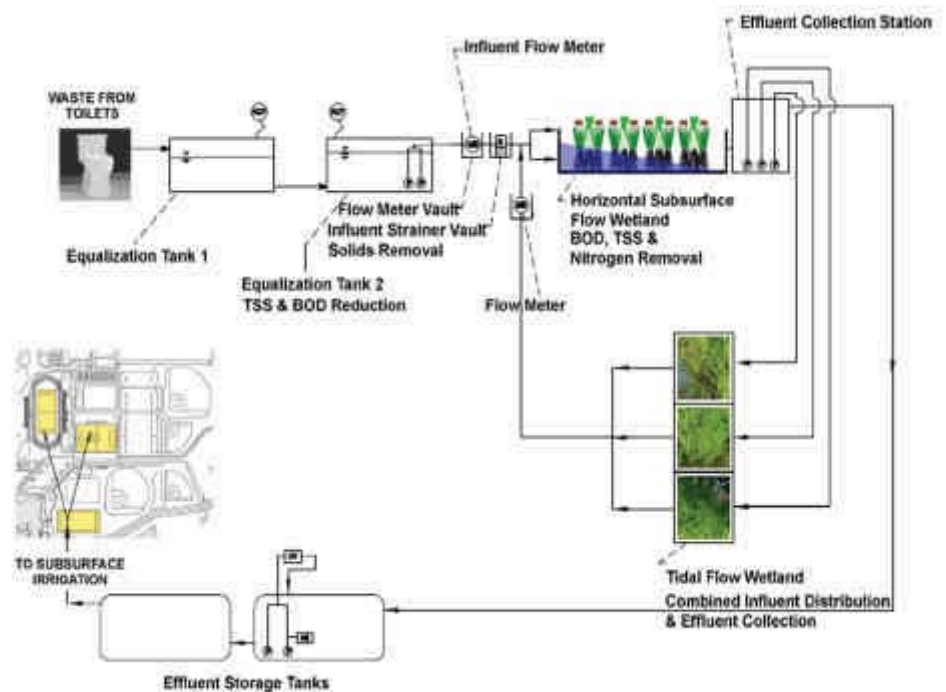 Effluent Collection Station
Influent Flow Meter
WASTE FROM
TOILETS
Flow Meter Vault
Influent Strainer Vault
Solids Removal
Equalization Tank 1
Equalization Tank 2
TSS & BOD Reduction
Horizontal Subsurface
Flow Wetland
BOD, TSS &
Nitrogen Removal
Flow Meter
TO SUBSURFACE
IRRIGATION
Tidal Flow Wetland
Combined Influent Distribution
& Effluent Collection
Effluent Storage Tanks